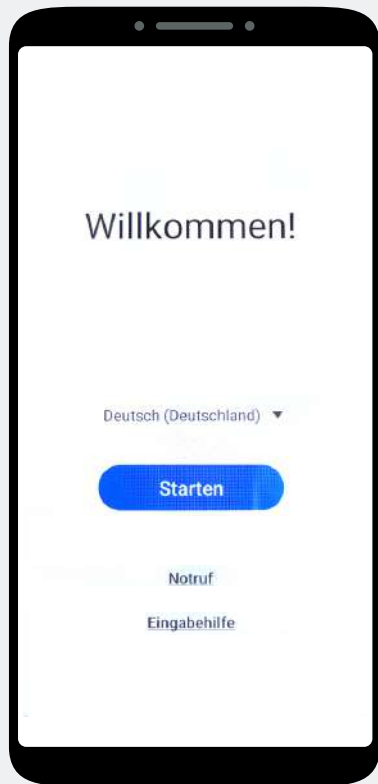 Willkommen!
Deutsch (Deutschland)
Starten
Notruf
Eingabehilfe